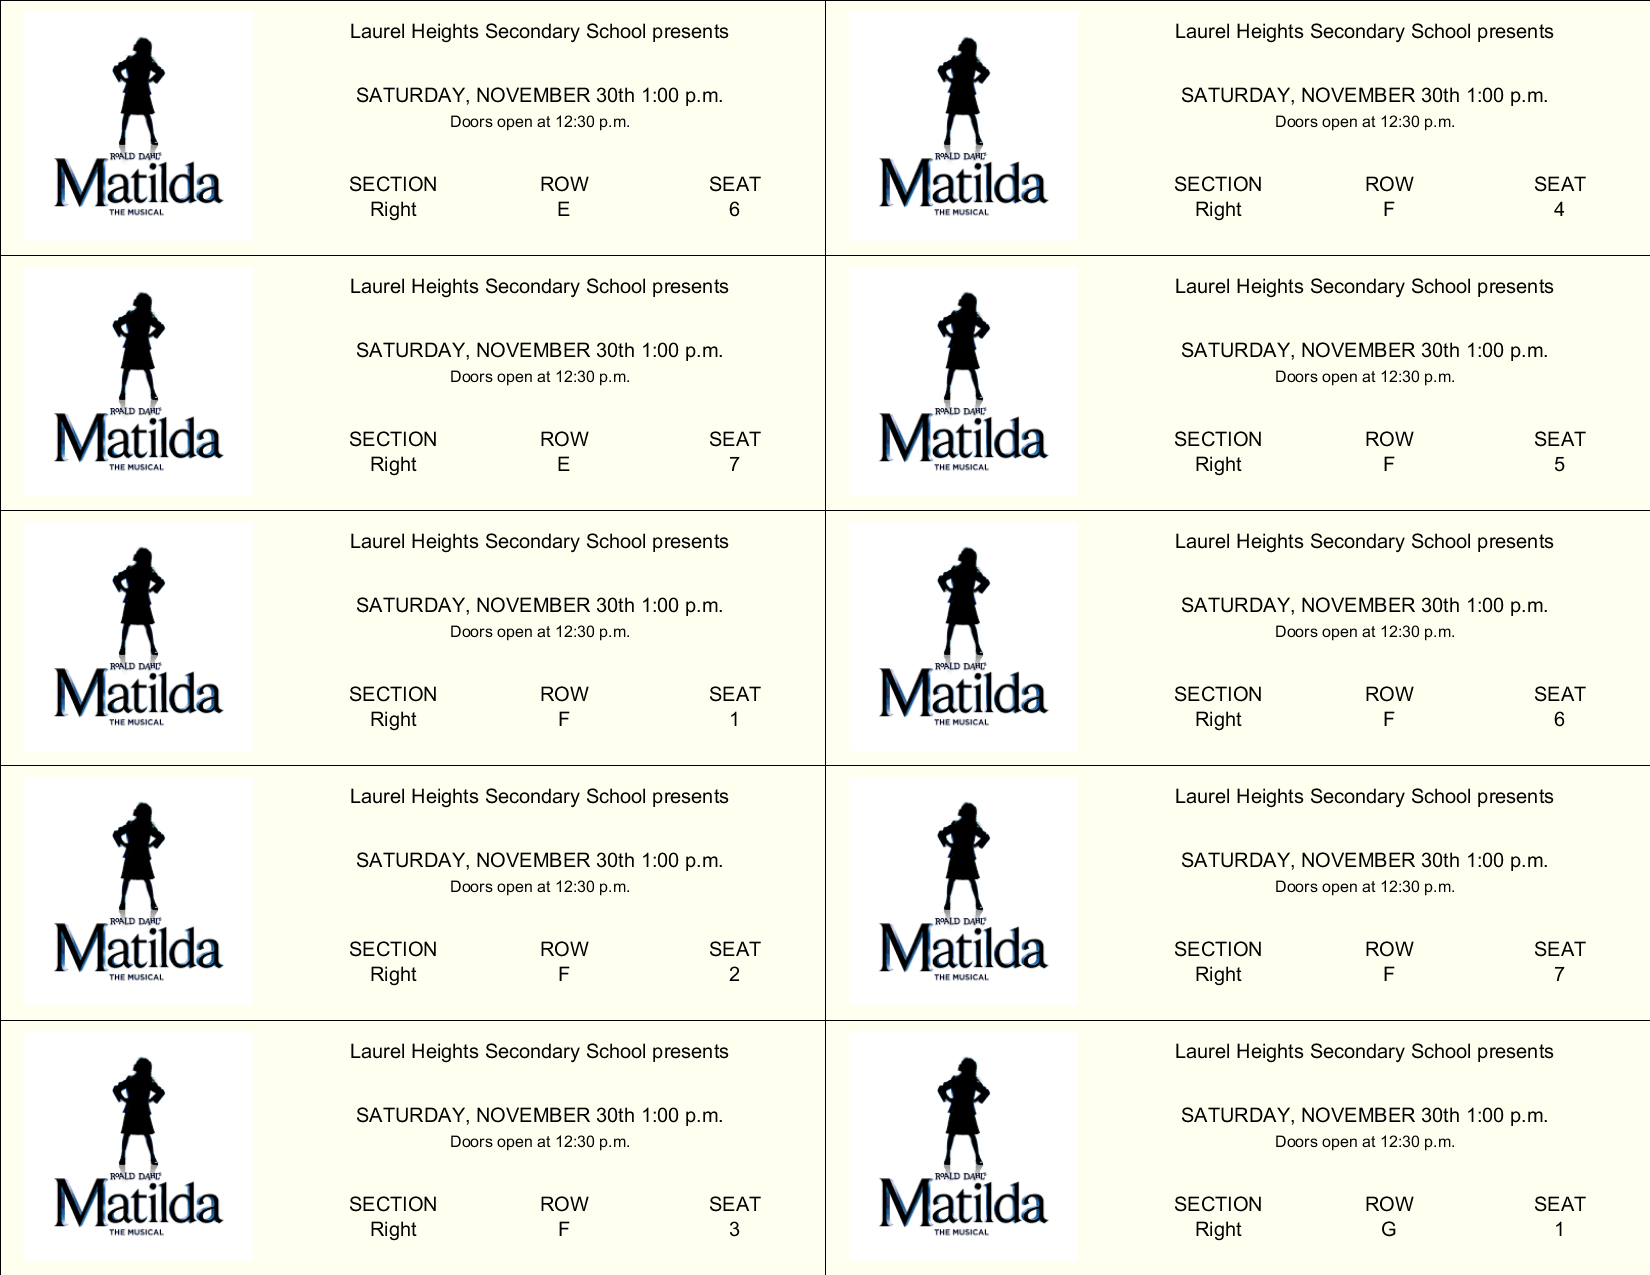 Laurel Heights Secondary School presents
SATURDAY, NOVEMBER 30th 1:00 p.m.
Doors open at 12:30 p.m.
ROALD DAHL'S
Matilda
THE MUSICAL
SECTION ROW SEAT
Right E 6
Laurel Heights Secondary School presents
SATURDAY, NOVEMBER 30th 1:00 p.m.
Doors open at 12:30 p.m.
ROALD DAHL'S
Matilda
THE MUSICAL
SECTION ROW SEAT
Right F 4
Laurel Heights Secondary School presents
SATURDAY, NOVEMBER 30th 1:00 p.m.
Doors open at 12:30 p.m.
ROALD DAHL'S
Matilda
THE MUSICAL
SECTION ROW SEAT
Right E 7
Laurel Heights Secondary School presents
SATURDAY, NOVEMBER 30th 1:00 p.m.
Doors open at 12:30 p.m.
ROALD DAHL'S
Matilda
THE MUSICAL
SECTION ROW SEAT
Right F 5
Laurel Heights Secondary School presents
SATURDAY, NOVEMBER 30th 1:00 p.m.
Doors open at 12:30 p.m.
ROALD DAHL'S
Matilda
THE MUSICAL
SECTION ROW SEAT
Right F 1
Laurel Heights Secondary School presents
SATURDAY, NOVEMBER 30th 1:00 p.m.
Doors open at 12:30 p.m.
ROALD DAHL'S
Matilda
THE MUSICAL
SECTION ROW SEAT
Right F 6
Laurel Heights Secondary School presents
SATURDAY, NOVEMBER 30th 1:00 p.m.
Doors open at 12:30 p.m.
ROALD DAHL'S
Matilda
THE MUSICAL
SECTION ROW SEAT
Right F 2
Laurel Heights Secondary School presents
SATURDAY, NOVEMBER 30th 1:00 p.m.
Doors open at 12:30 p.m.
ROALD DAHL'S
Matilda
THE MUSICAL
SECTION ROW SEAT
Right F 7
Laurel Heights Secondary School presents
SATURDAY, NOVEMBER 30th 1:00 p.m.
Doors open at 12:30 p.m.
ROALD DAHL'S
Matilda
THE MUSICAL
SECTION ROW SEAT
Right F 3
Laurel Heights Secondary School presents
SATURDAY, NOVEMBER 30th 1:00 p.m.
Doors open at 12:30 p.m.
ROALD DAHL'S
Matilda
THE MUSICAL
SECTION ROW SEAT
Right G 1